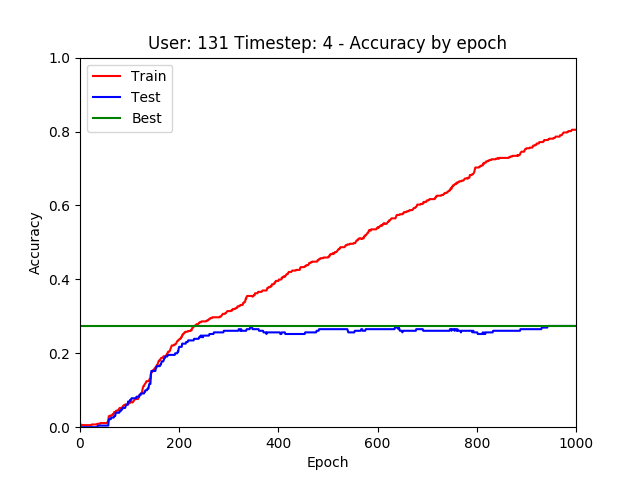 User: 131 Timestep: 4 - Accuracy by epoch
1.0
0.8
0.6
0.4
0.2
0.0
Accuracy
Train
Test
Best
0 200 400 600 800 1000
Epoch